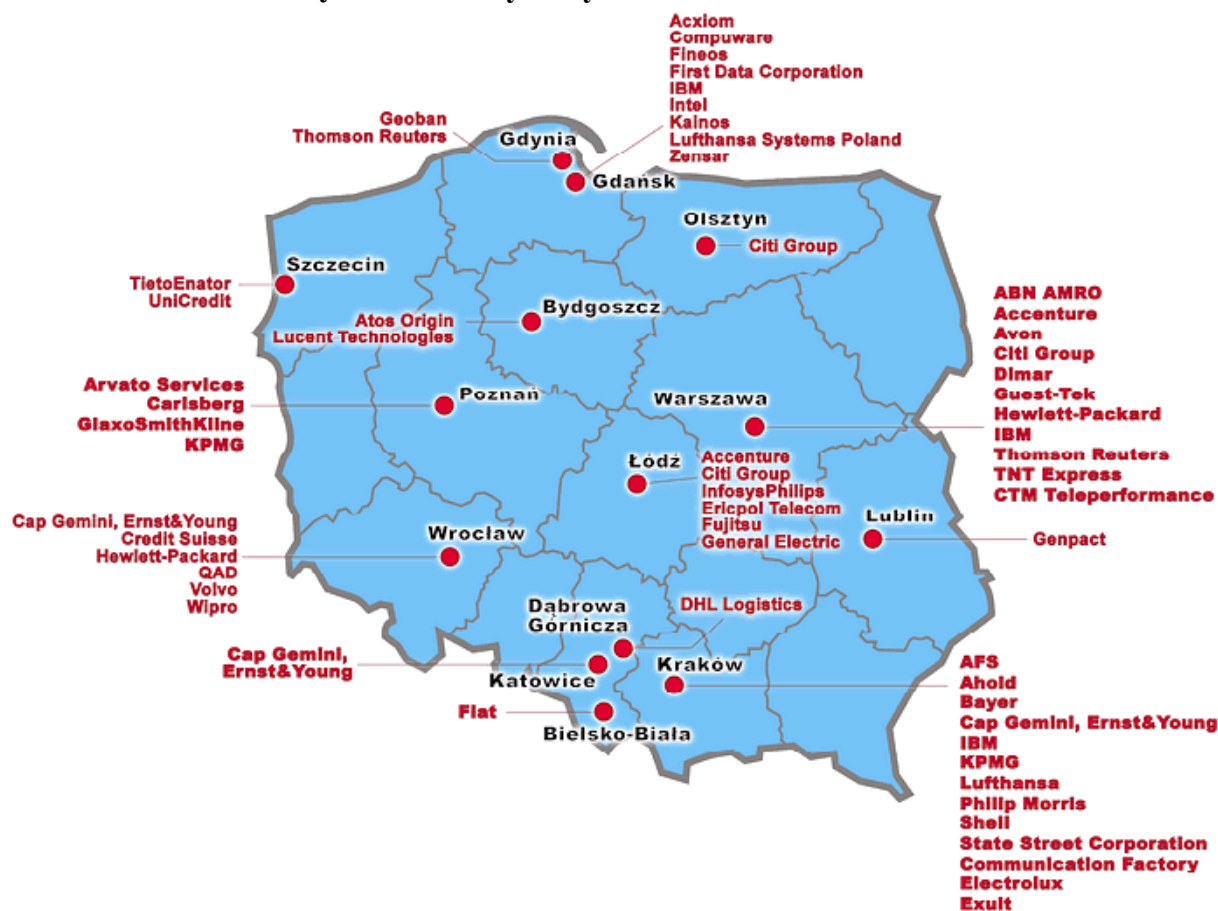 Acxiom
Compuware
Fineos
First Data Corporation
IBM
Intel
Kainos
Lufthansa Systems Poland
Zensar
Geoban
Thomson Reuters
Gdynia
Gdańsk
Olsztyn
Citi Group
Szczecin
TietoEnator
UniCredit
Bydgoszcz
Atos Origin
Lucent Technologies
ABN AMRO
Accenture
Avon
Citi Group
Dimar
Guest-Tek
Hewlett-Packard
IBM
Thomson Reuters
TNT Express
CTM Teleperformance
Arvato Services
Carlsberg
GlaxoSmithKline
KPMG
Poznań
Warszawa
Łódź
Accenture
Citi Group
InfosysPhilips
Ericpol Telecom
Fujitsu
General Electric
Lublin
Genpact
Cap Gemini, Ernst&Young
Credit Suisse
Hewlett-Packard
QAD
Volvo
Wipro
Wrocław
Dąbrowa
Górnicza
DHL Logistics
Cap Gemini,
Ernst&Young
Katowice
Kraków
Fiat
Bielsko-Biała
AFS
Ahold
Bayer
Cap Gemini, Ernst&Young
IBM
KPMG
Lufthansa
Philip Morris
Shell
State Street Corporation
Communication Factory
Electrolux
Exult